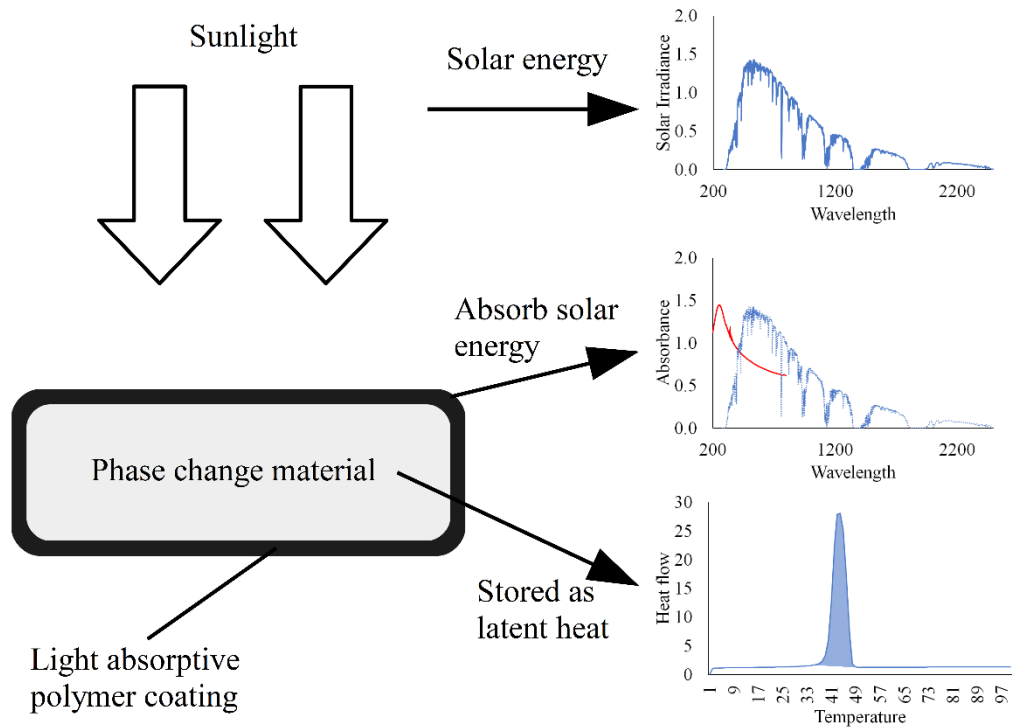 Sunlight
Solar energy
Solar Irradiance
2.0
1.5
1.0
0.5
0.0
200 1200 2200
Wavelength
Absorb solar
energy
Absorbance
2.0
1.5
1.0
0.5
0.0
200 1200 2200
Wavelength
Phase change material
Stored as
latent heat
Light absorptive
polymer coating
Heat flow
30
25
20
15
10
5
0
1 9 17 25 33 41 49 57 65 73 81 89 97
Temperature